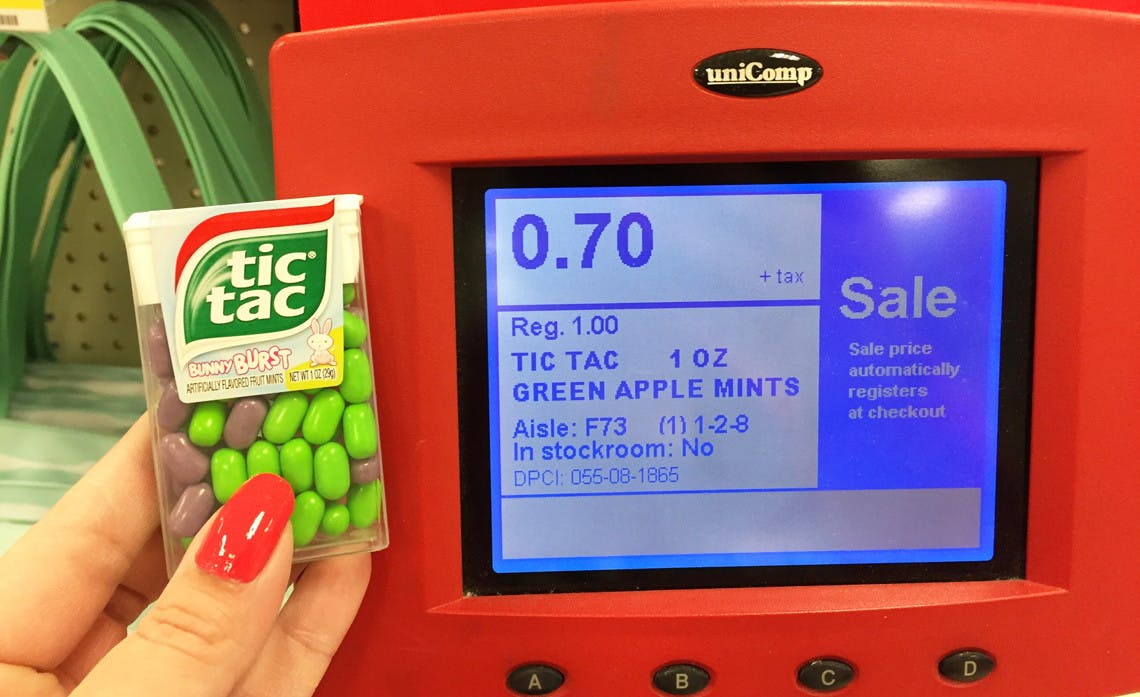 tic®
tac
BUNNY BURST
ARTIFICIALLY FLAVORED FRUIT MINTS
NET WT 1 OZ (29g)
uniComp
0.70
+ tax
Reg. 1.00
TIC TAC 1 OZ
GREEN APPLE MINTS
Aisle: F73 (1) 1-2-8
In stockroom: No
DPCI: 055-08-1865
Sale
Sale price
automatically
registers
at checkout
A
B
C
D